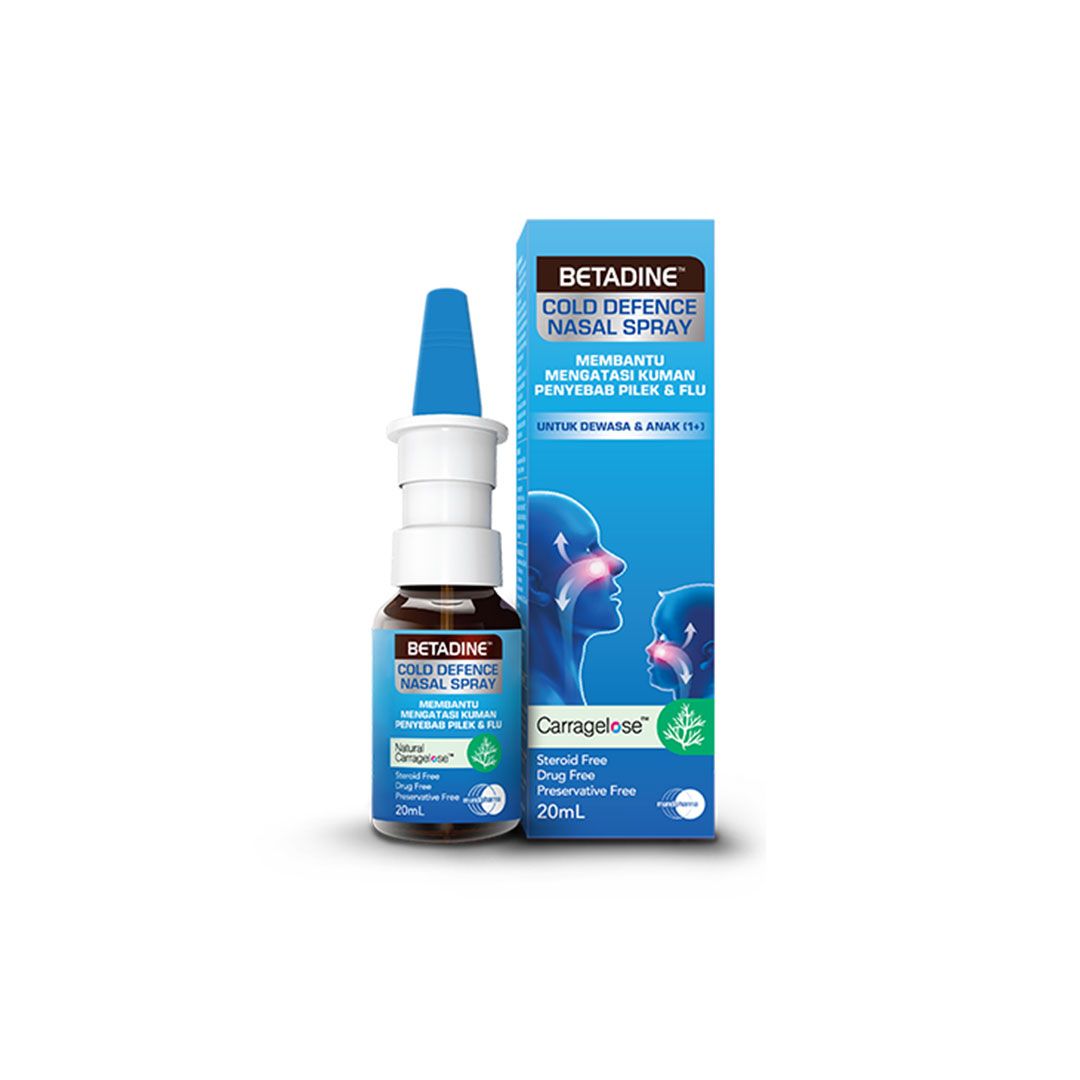 BETADINE™
COLD DEFENCE
NASAL SPRAY
MEMBANTU
MENGATASI KUMAN
PENYEBAB PILEK & FLU
UNTUK DEWASA & ANAK (1+)
Carragelose™
Steroid Free
Drug Free
Preservative Free
20mL
mundipharma
BETADINE™
COLD DEFENCE
NASAL SPRAY
MEMBANTU
MENGATASI KUMAN
PENYEBAB PILEK & FLU
Natural
Carragelose™
Steroid Free
Drug Free
Preservative Free
20mL
mundipharma